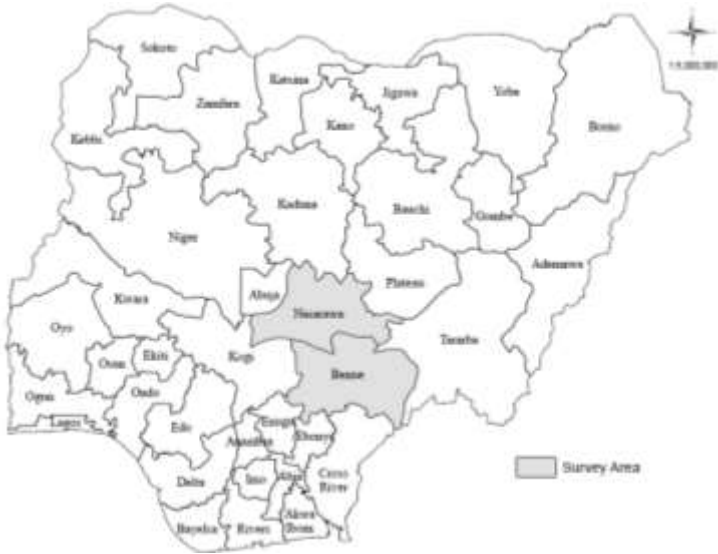 Sokoto
Katsina
Yobe
Jigawa
Zamfara
Borno
Kano
Kebbi
Kaduna
Bauchi
Gombe
Niger
Adamawa
Plateau
Abuja
Kwara
Nasarawa
Taraba
Oyo
Kogi
Ekiti
Osun
Benue
Ogun
Ondo
Lagos
Enugu
Edo
Anambra
Ebonyi
Survey Area
Delta
Imo
Abia
Cross
River
Akwa
Ibom
Bayelsa
Rivers